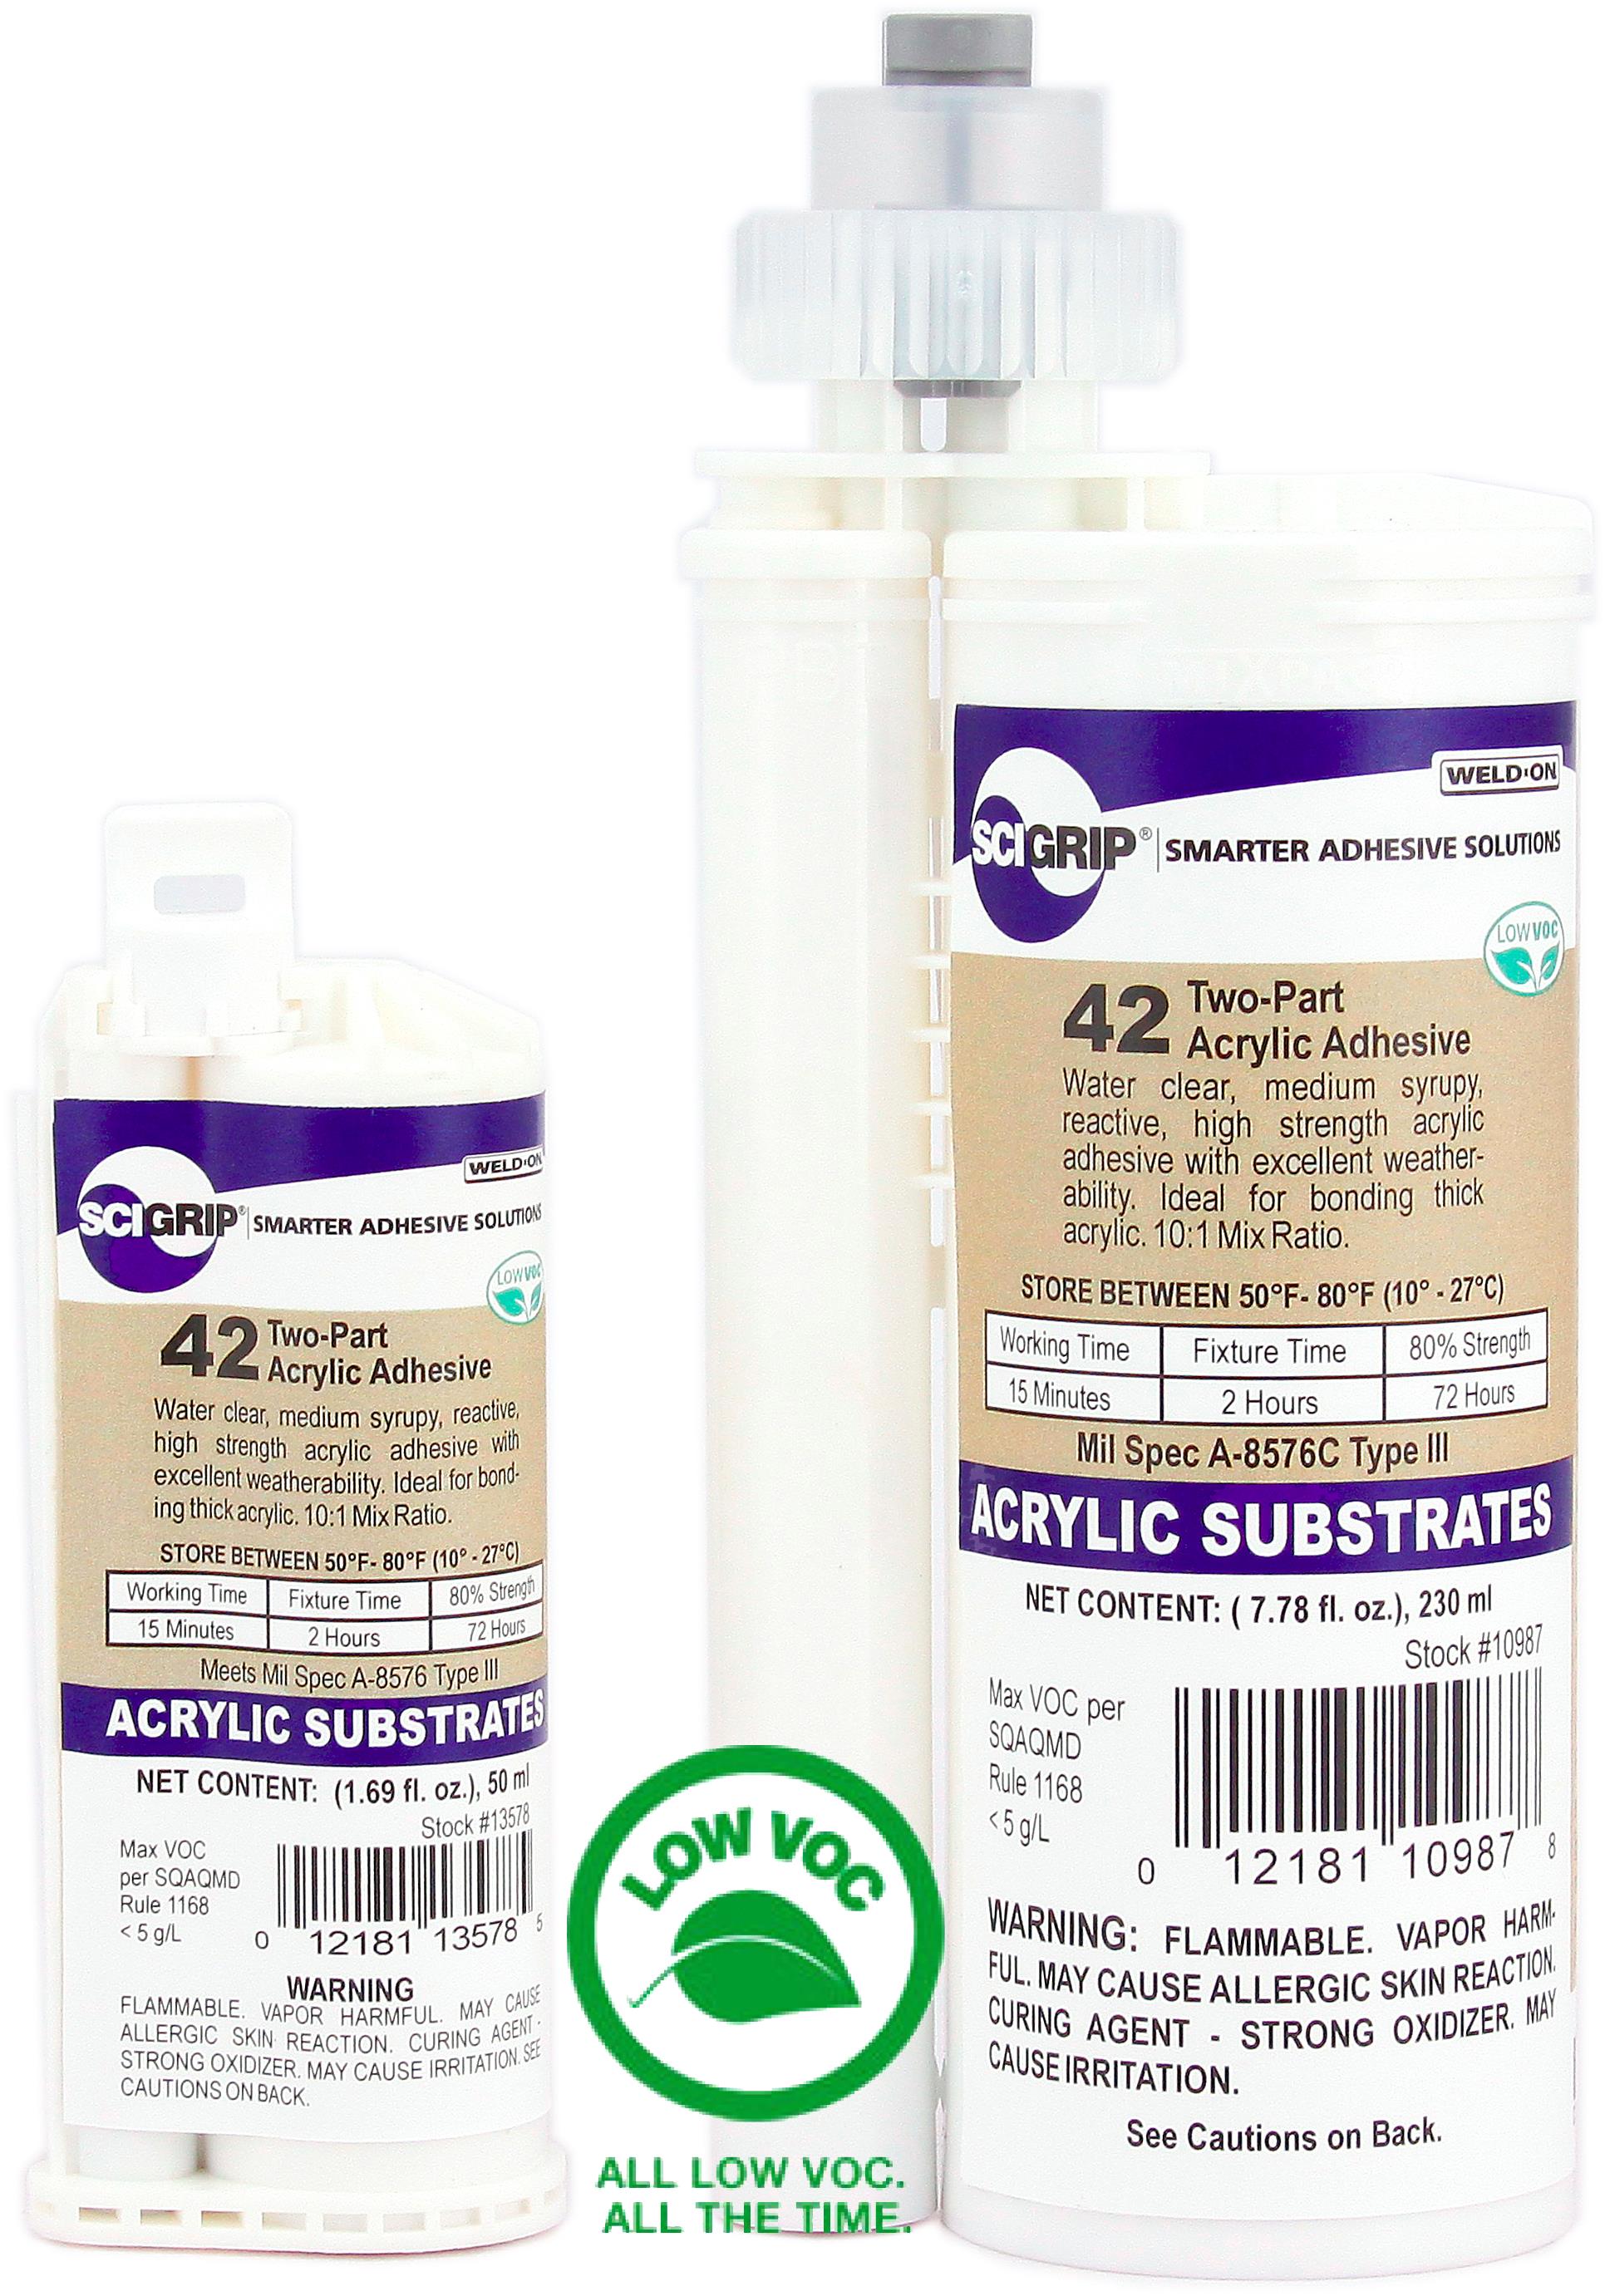 WELD·ON
SCIGRIP® | SMARTER ADHESIVE SOLUTIONS
LOW VOC
42 Two-Part
Acrylic Adhesive
Water clear, medium syrupy, reactive,
high strength acrylic adhesive with
excellent weatherability. Ideal for bond-
ing thick acrylic. 10:1 Mix Ratio.
STORE BETWEEN 50°F- 80°F (10° - 27°C)
Working Time Fixture Time 80% Strength
15 Minutes 2 Hours 72 Hours
Meets Mil Spec A-8576 Type III
ACRYLIC SUBSTRATES
NET CONTENT: (1.69 fl. oz.), 50 ml
Stock #13578
Max VOC
per SQAQMD
Rule 1168
< 5 g/L
0 12181 13578 5
WARNING
FLAMMABLE. VAPOR HARMFUL. MAY CAUSE
ALLERGIC SKIN REACTION. CURING AGENT -
STRONG OXIDIZER. MAY CAUSE IRRITATION. SEE
CAUTIONS ON BACK.
LOW VOC
ALL LOW VOC.
ALL THE TIME.
WELD·ON
SCIGRIP® | SMARTER ADHESIVE SOLUTIONS
LOW VOC
42 Two-Part
Acrylic Adhesive
Water clear, medium syrupy,
reactive, high strength acrylic
adhesive with excellent weather-
ability. Ideal for bonding thick
acrylic. 10:1 Mix Ratio.
STORE BETWEEN 50°F- 80°F (10° - 27°C)
Working Time Fixture Time 80% Strength
15 Minutes 2 Hours 72 Hours
Mil Spec A-8576C Type III
ACRYLIC SUBSTRATES
NET CONTENT: ( 7.78 fl. oz.), 230 ml
Stock #10987
Max VOC per
SQAQMD
Rule 1168
< 5 g/L
0 12181 10987 8
WARNING: FLAMMABLE. VAPOR HARM-
FUL. MAY CAUSE ALLERGIC SKIN REACTION.
CURING AGENT - STRONG OXIDIZER. MAY
CAUSE IRRITATION.
See Cautions on Back.